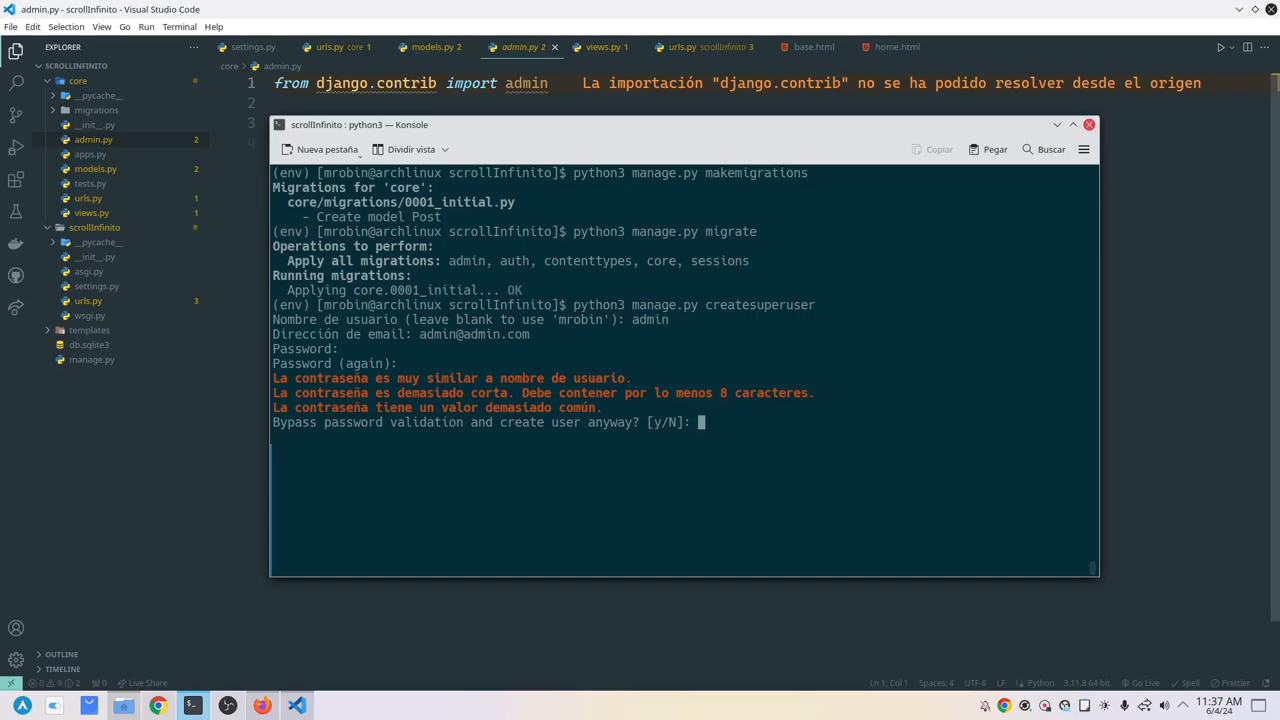 admin.py - scrollInfinito - Visual Studio Code
File Edit Selection View Go Run Terminal Help
EXPLORER ···
settings.py
urls.py core 1
models.py 2
admin.py 2
views.py 1
urls.py scrollInfinito 3
base.html
home.html
core > admin.py
SCROLLINFINITO
core
__pycache__
migrations
__init__.py
admin.py 2
apps.py
models.py 2
tests.py
urls.py 1
views.py 1
scrollInfinito
__pycache__
__init__.py
asgi.py
settings.py
urls.py 3
wsgi.py
templates
db.sqlite3
manage.py
OUTLINE
TIMELINE
1 from django.contrib import admin La importación "django.contrib" no se ha podido resolver desde el origen
2
3
4
scrollInfinito : python3 — Konsole
Nueva pestaña Dividir vista Copiar Pegar Buscar
(env) [mrobin@archlinux scrollInfinito]$ python3 manage.py makemigrations
Migrations for 'core':
core/migrations/0001_initial.py
- Create model Post
(env) [mrobin@archlinux scrollInfinito]$ python3 manage.py migrate
Operations to perform:
Apply all migrations: admin, auth, contenttypes, core, sessions
Running migrations:
Applying core.0001_initial... OK
(env) [mrobin@archlinux scrollInfinito]$ python3 manage.py createsuperuser
Nombre de usuario (leave blank to use 'mrobin'): admin
Dirección de email: admin@admin.com
Password:
Password (again):
La contraseña es muy similar a nombre de usuario.
La contraseña es demasiado corta. Debe contener por lo menos 8 caracteres.
La contraseña tiene un valor demasiado común.
Bypass password validation and create user anyway? [y/N]:
0 9 2 0 Live Share Ln 1, Col 1 Spaces: 4 UTF-8 LF Python 3.11.8 64-bit Go Live Spell Prettier
11:37 AM
6/4/24